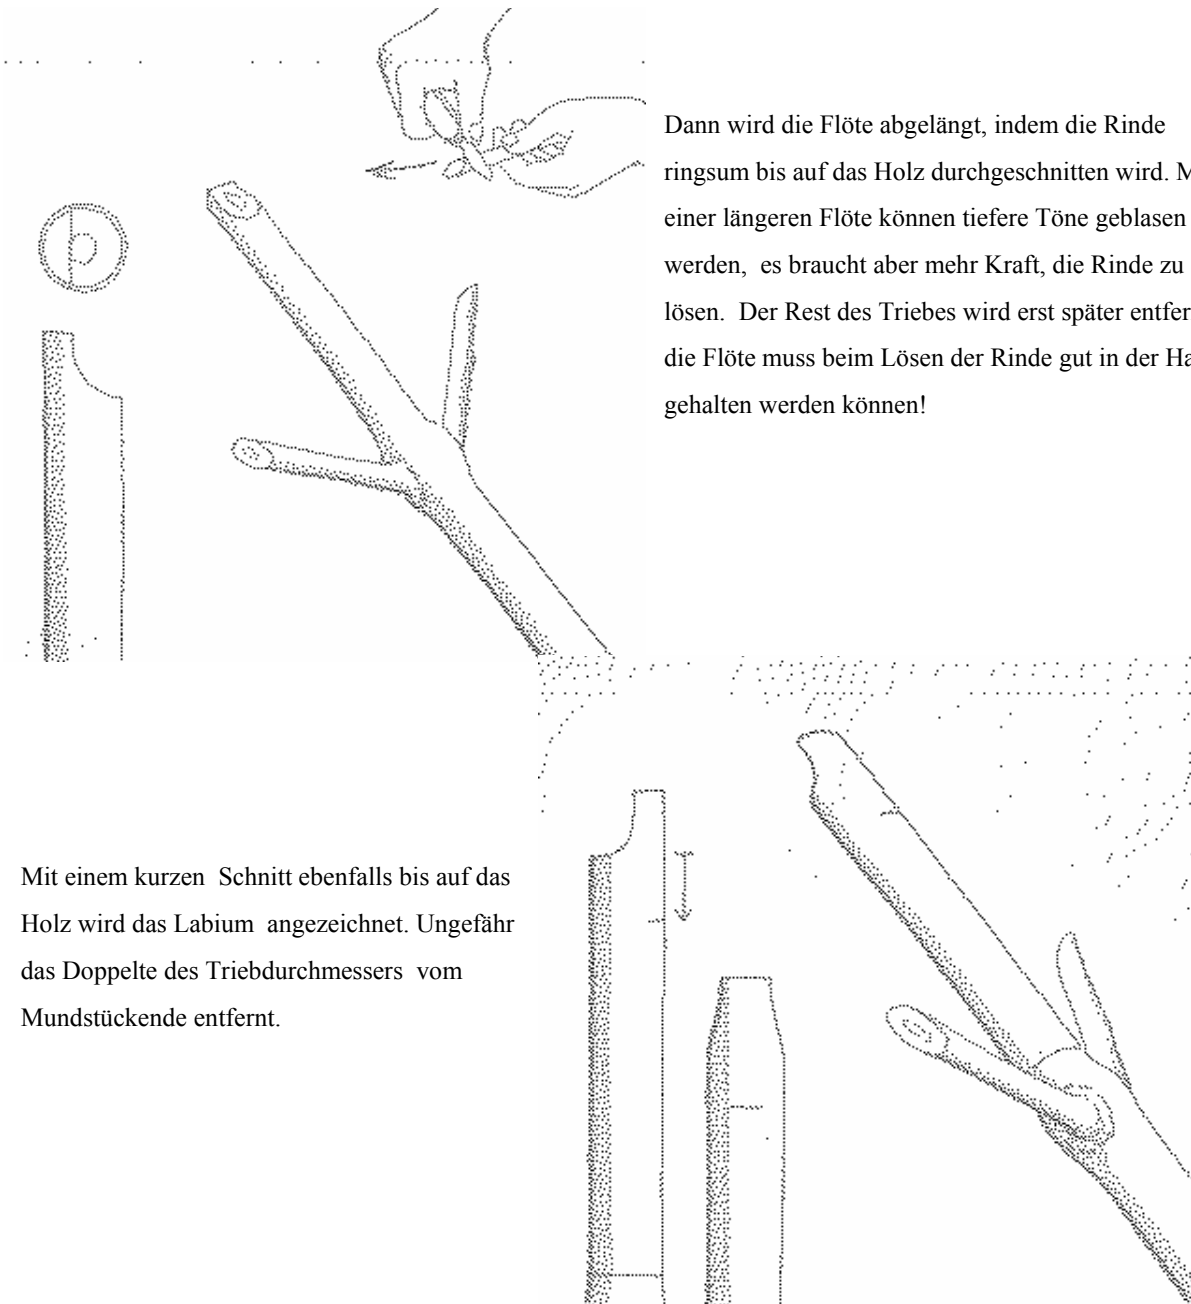 Dann wird die Flöte abgelängt, indem die Rinde
ringsum bis auf das Holz durchgeschnitten wird.
einer längeren Flöte können tiefere Töne geblasen
werden, es braucht aber mehr Kraft, die Rinde zu
lösen. Der Rest des Triebes wird erst später
die Flöte muss beim Lösen der Rinde gut in der
gehalten werden können!
Mit einem kurzen Schnitt ebenfalls bis auf das
Holz wird das Labium angezeichnet. Ungefähr
das Doppelte des Triebdurchmessers vom
Mundstückende entfernt.